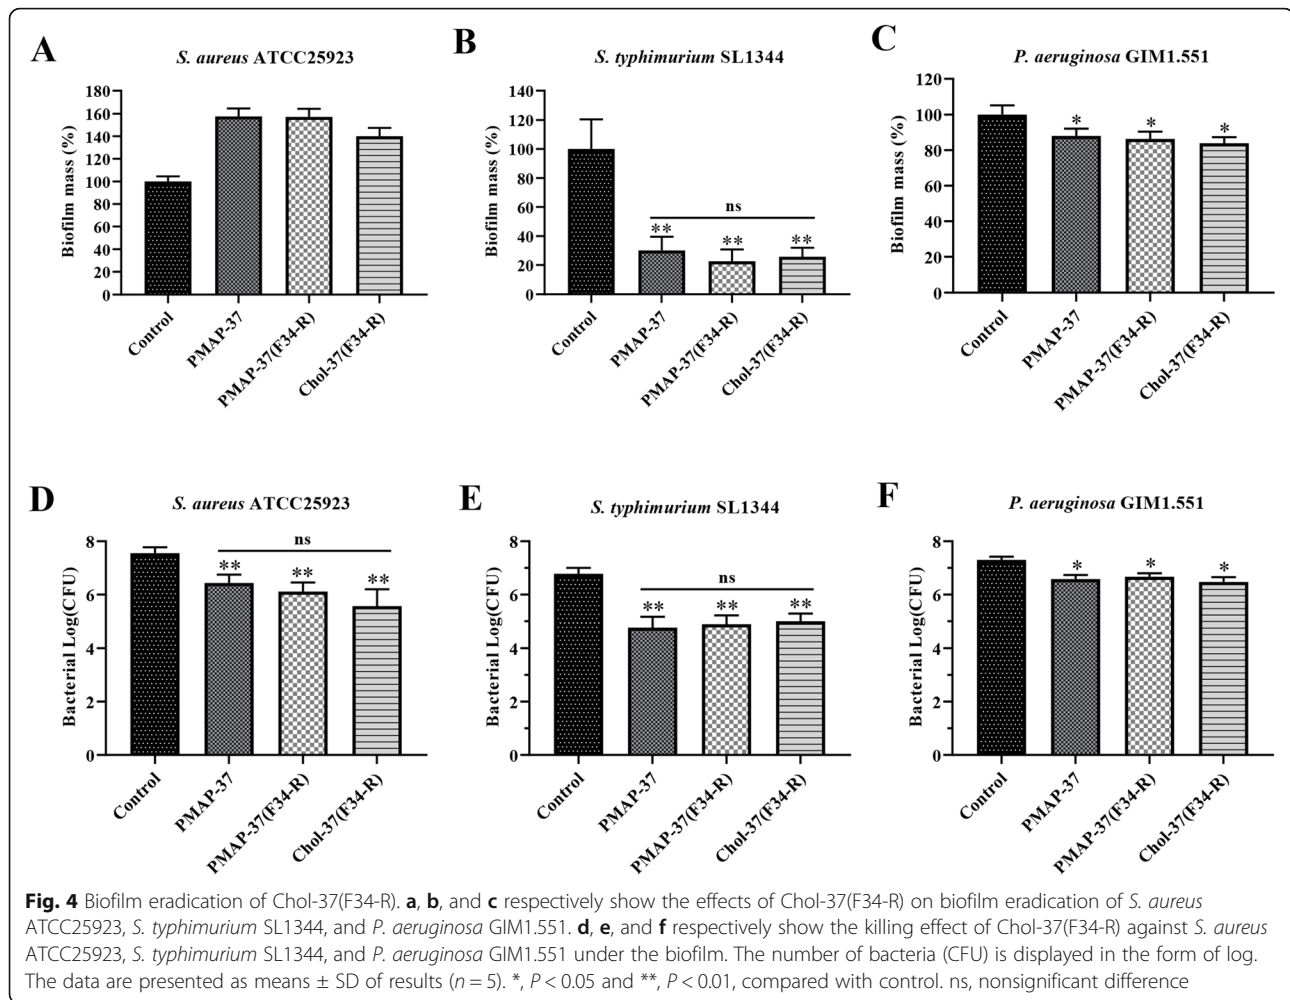 A
S. aureus ATCC25923
Biofilm mass (%)
180
160
140
120
100
80
60
40
20
0
Control
PMAP-37
PMAP-37(F34-R)
Chol-37(F34-R)
B
S. typhimurium SL1344
Biofilm mass (%)
140
120
100
80
60
40
20
0
ns
**
**
**
Control
PMAP-37
PMAP-37(F34-R)
Chol-37(F34-R)
C
P. aeruginosa GIM1.551
Biofilm mass (%)
120
100
80
60
40
20
0
*
*
*
Control
PMAP-37
PMAP-37(F34-R)
Chol-37(F34-R)
D
S. aureus ATCC25923
Bacterial Log(CFU)
8
6
4
2
0
ns
**
**
**
Control
PMAP-37
PMAP-37(F34-R)
Chol-37(F34-R)
E
S. typhimurium SL1344
Bacterial Log(CFU)
8
6
4
2
0
ns
**
**
**
Control
PMAP-37
PMAP-37(F34-R)
Chol-37(F34-R)
F
P. aeruginosa GIM1.551
Bacterial Log(CFU)
8
6
4
2
0
*
*
*
Control
PMAP-37
PMAP-37(F34-R)
Chol-37(F34-R)
Fig. 4 Biofilm eradication of Chol-37(F34-R). a, b, and c respectively show the effects of Chol-37(F34-R) on biofilm eradication of S. aureus
ATCC25923, S. typhimurium SL1344, and P. aeruginosa GIM1.551. d, e, and f respectively show the killing effect of Chol-37(F34-R) against S. aureus
ATCC25923, S. typhimurium SL1344, and P. aeruginosa GIM1.551 under the biofilm. The number of bacteria (CFU) is displayed in the form of log.
The data are presented as means ± SD of results (n = 5). *, P < 0.05 and **, P < 0.01, compared with control. ns, nonsignificant difference